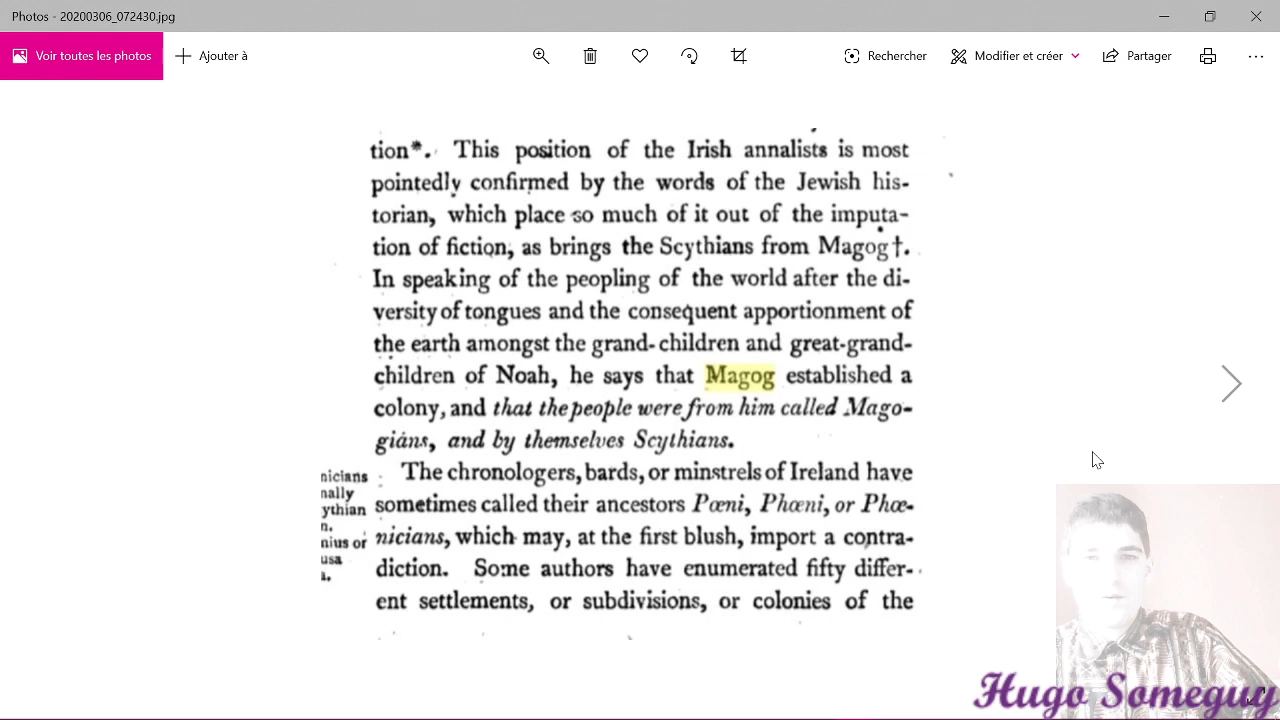 Photos - 20200306_072430.jpg
Voir toutes les photos
Ajouter à
Rechercher
Modifier et créer
Partager
tion*. This position of the Irish annalists is most
pointedly confirmed by the words of the Jewish his-
torian, which place so much of it out of the imputa-
tion of fiction, as brings the Scythians from Magog†.
In speaking of the peopling of the world after the di-
versity of tongues and the consequent apportionment of
the earth amongst the grand-children and great-grand-
children of Noah, he says that Magog established a
colony, and that the people were from him called Mago-
gians, and by themselves Scythians.
The chronologers, bards, or minstrels of Ireland have
sometimes called their ancestors Pœni, Phœni, or Phœ-
nicians, which may, at the first blush, import a contra-
diction. Some authors have enumerated fifty differ-
ent settlements, or subdivisions, or colonies of the
nicians
nally
ythian
n.
nius or
usa
a.
Hugo Someguy